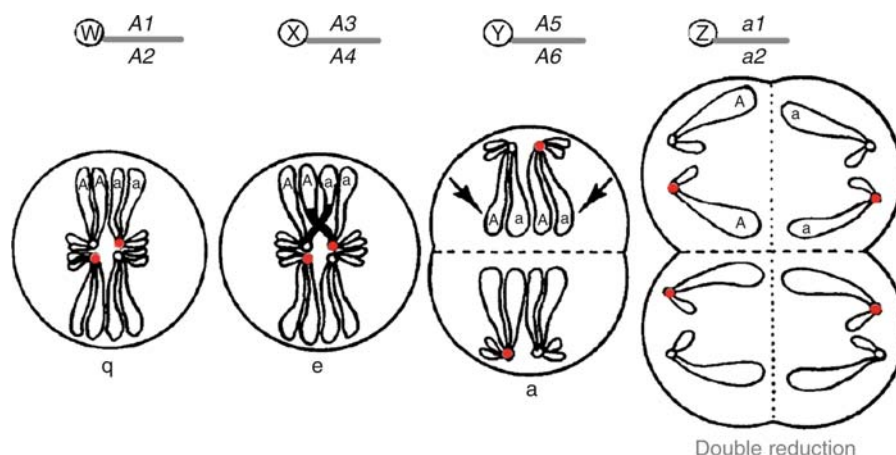 W A1 A2
X A3 A4
Y A5 A6
Z a1 a2
A A a a
A A a a
A a A a
A a
A a
q
e
a
Double reduction